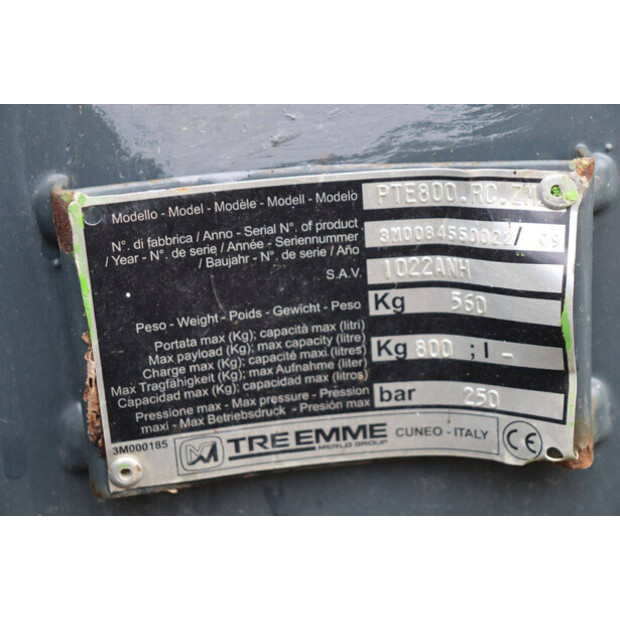 Modello - Model - Modèle - Modell - Modelo PTE800.RC.ZM
N°. di fabbrica / Anno - Serial N°. of product
/ Year - N°. de serie / Année - Seriennummer 3M0084550022/ 09
/ Baujahr - N°. de serie / Año
S.A.V. 1022ANH
Peso - Weight - Poids - Gewicht - Peso Kg 560
Portata max (Kg); capacità max (litri)
Max payload (Kg); max capacity (litre)
Charge max (Kg); capacité maxi (litres) Kg 800 ; l -
Max Tragfähigkeit (Kg); max Aufnahme (liter)
Capacidad max (Kg); capacidad max (litros)
Pressione max - Max pressure - Pression bar 250
maxi - Max Betriebsdruck - Presión max
3M000185 TRE EMME MERLO GROUP CUNEO - ITALY CE